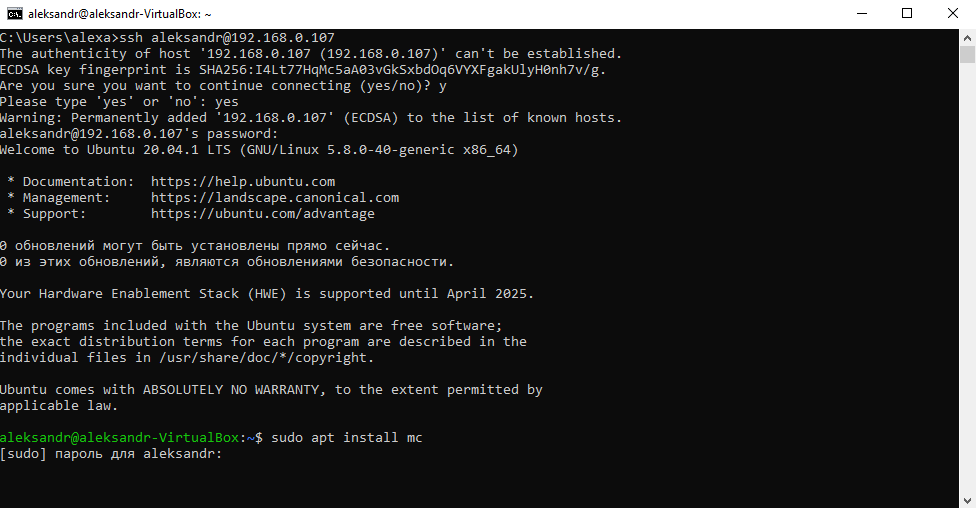 aleksandr@aleksandr-VirtualBox: ~
C:\Users\alexa>ssh aleksandr@192.168.0.107
The authenticity of host '192.168.0.107 (192.168.0.107)' can't be established.
ECDSA key fingerprint is SHA256:I4Lt77HqMc5aA03vGkSxbdOq6VYXFgakUlyH0nh7v/g.
Are you sure you want to continue connecting (yes/no)? y
Please type 'yes' or 'no': yes
Warning: Permanently added '192.168.0.107' (ECDSA) to the list of known hosts.
aleksandr@192.168.0.107's password:
Welcome to Ubuntu 20.04.1 LTS (GNU/Linux 5.8.0-40-generic x86_64)
* Documentation:  https://help.ubuntu.com
* Management:     https://landscape.canonical.com
* Support:        https://ubuntu.com/advantage
0 обновлений могут быть установлены прямо сейчас.
0 из этих обновлений, являются обновлениями безопасности.
Your Hardware Enablement Stack (HWE) is supported until April 2025.
The programs included with the Ubuntu system are free software;
the exact distribution terms for each program are described in the
individual files in /usr/share/doc/*/copyright.
Ubuntu comes with ABSOLUTELY NO WARRANTY, to the extent permitted by
applicable law.
aleksandr@aleksandr-VirtualBox:~$ sudo apt install mc
[sudo] пароль для aleksandr: